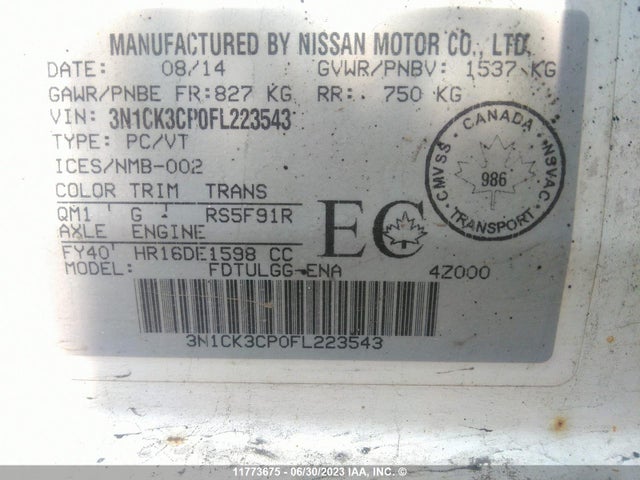 MANUFACTURED BY NISSAN MOTOR CO., LTD.
DATE: 08/14 GVWR/PNBV: 1537 KG
GAWR/PNBE FR: 827 KG RR: 750 KG
VIN: 3N1CK3CP0FL223543
TYPE: PC/VT
ICES/NMB-002
COLOR TRIM TRANS
QM1 G RS5F91R
AXLE ENGINE
FY40 HR16DE1598 CC
MODEL: FDTULGG-ENA 4Z000
EC
CANADA
CMVSS NSVAC
986
TRANSPORT
3N1CK3CP0FL223543
11773675 - 06/30/2023 IAA, INC. ©